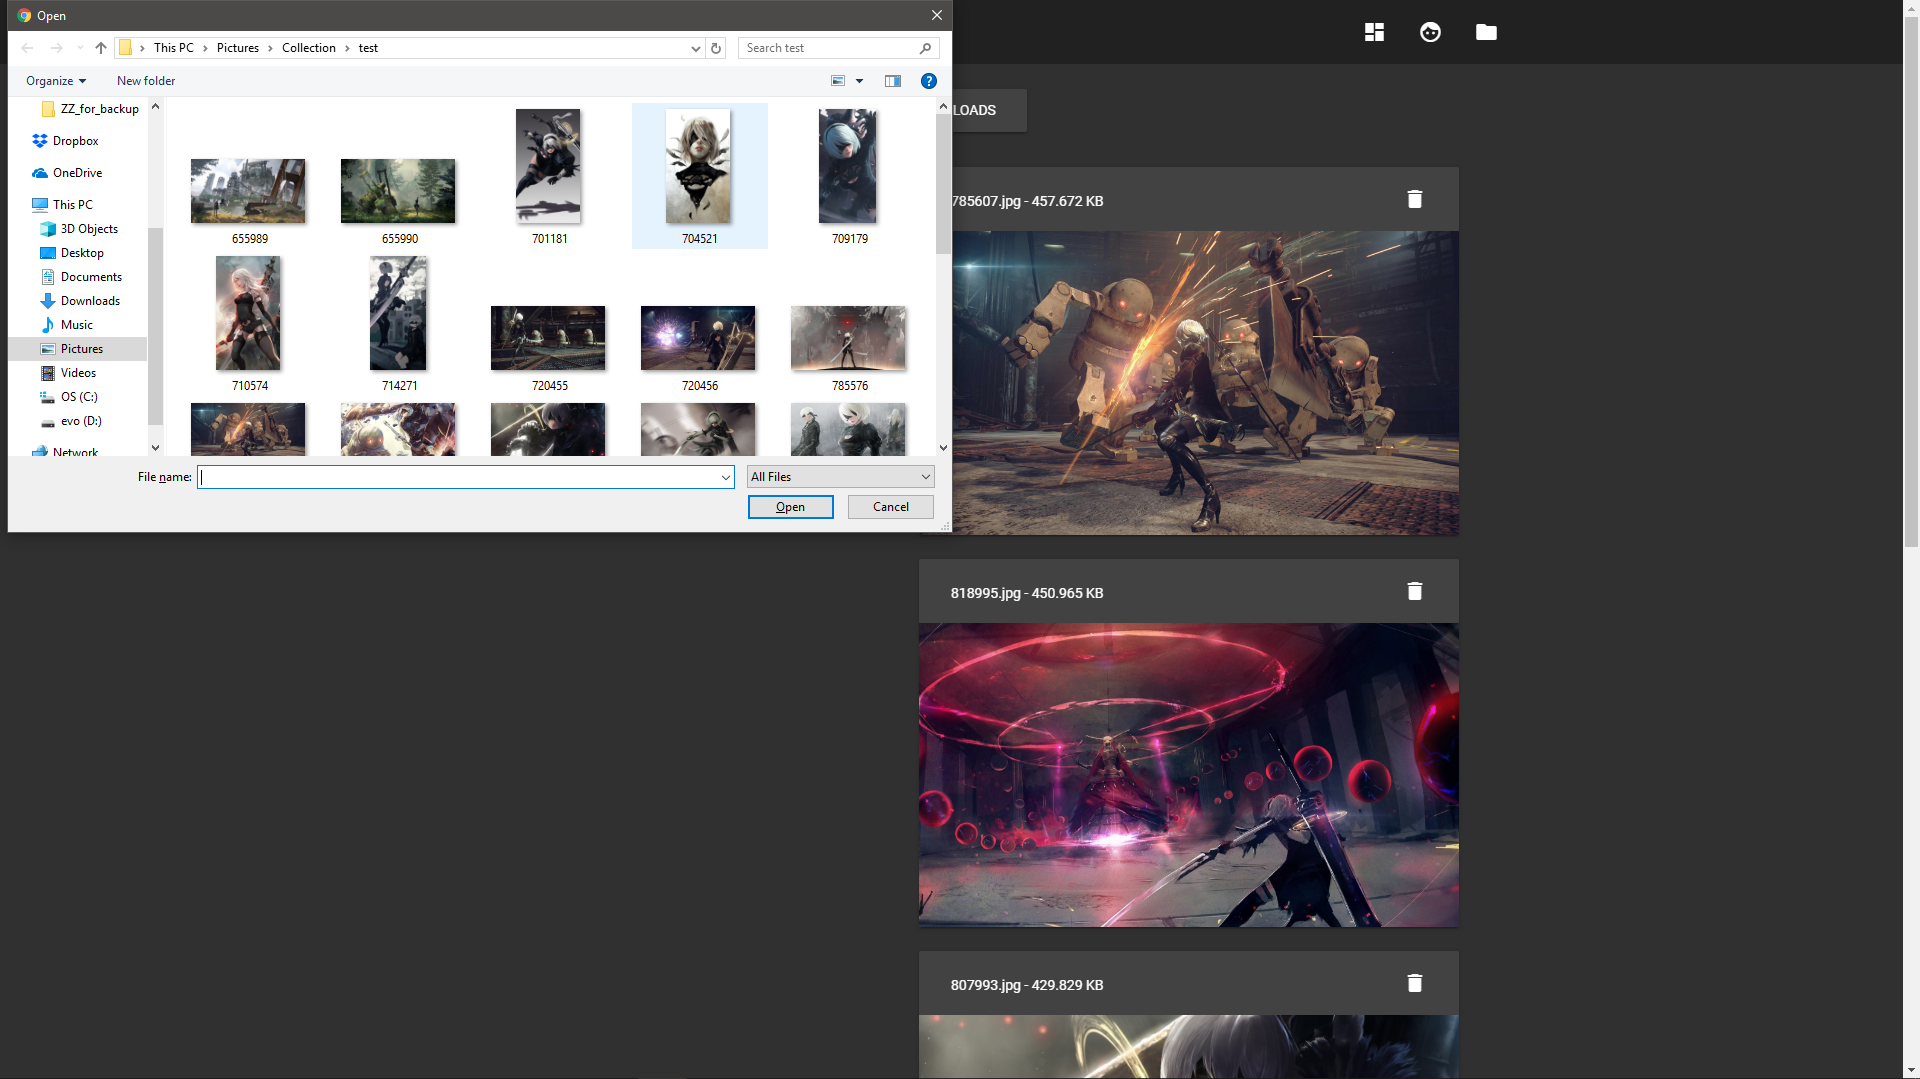 Open
This PC > Pictures > Collection > test
Search test
Organize
New folder
ZZ_for_backup
Dropbox
OneDrive
This PC
3D Objects
Desktop
Documents
Downloads
Music
Pictures
Videos
OS (C:)
evo (D:)
Network
655989
655990
701181
704521
709179
710574
714271
720455
720456
785576
File name:
All Files
Open
Cancel
LOADS
785607.jpg - 457.672 KB
818995.jpg - 450.965 KB
807993.jpg - 429.829 KB